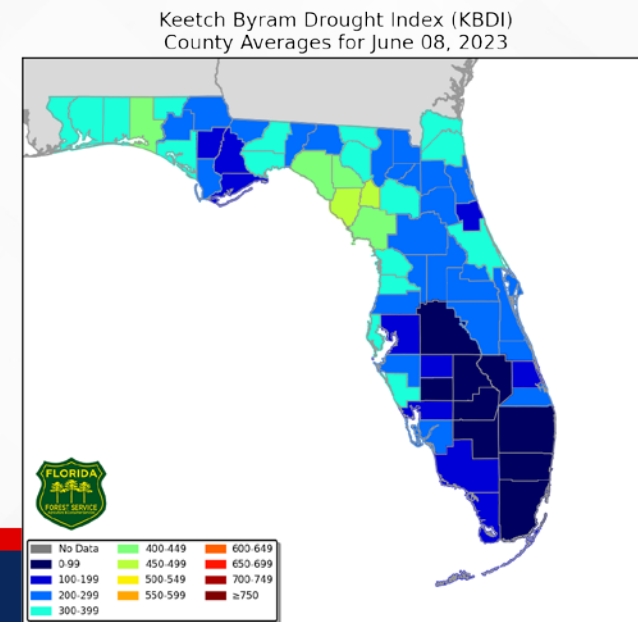 Keetch Byram Drought Index (KBDI)
County Averages for June 08, 2023
FLORIDA
FOREST SERVICE
No Data
0-99
100-199
200-299
300-399
400-449
450-499
500-549
550-599
600-649
650-699
700-749
≥750